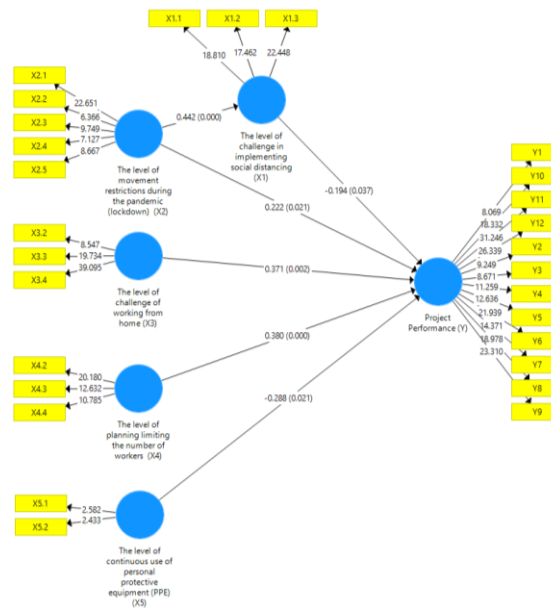 X1.1
X1.2
X1.3
18.810
17.462
22.448
X2.1
X2.2
X2.3
X2.4
X2.5
22.651
6.366
9.749
7.127
8.667
0.442 (0.000)
The level of
challenge in
implementing
social distancing
(X1)
The level of
movement
restrictions during
the pandemic
(lockdown) (X2)
-0.194 (0.037)
0.222 (0.021)
X3.2
X3.3
X3.4
8.547
19.734
39.095
The level of
challenge of
working from
home (X3)
0.371 (0.002)
X4.2
X4.3
X4.4
20.180
12.632
10.785
The level of
planning limiting
the number of
workers (X4)
0.380 (0.000)
X5.1
X5.2
2.582
2.433
The level of
continuous use of
personal
protective
equipment (PPE)
(X5)
-0.288 (0.021)
Project
Performance (Y)
8.069
18.332
31.246
26.339
9.249
8.671
11.259
12.636
21.939
14.371
18.978
23.310
Y1
Y10
Y11
Y12
Y2
Y3
Y4
Y5
Y6
Y7
Y8
Y9